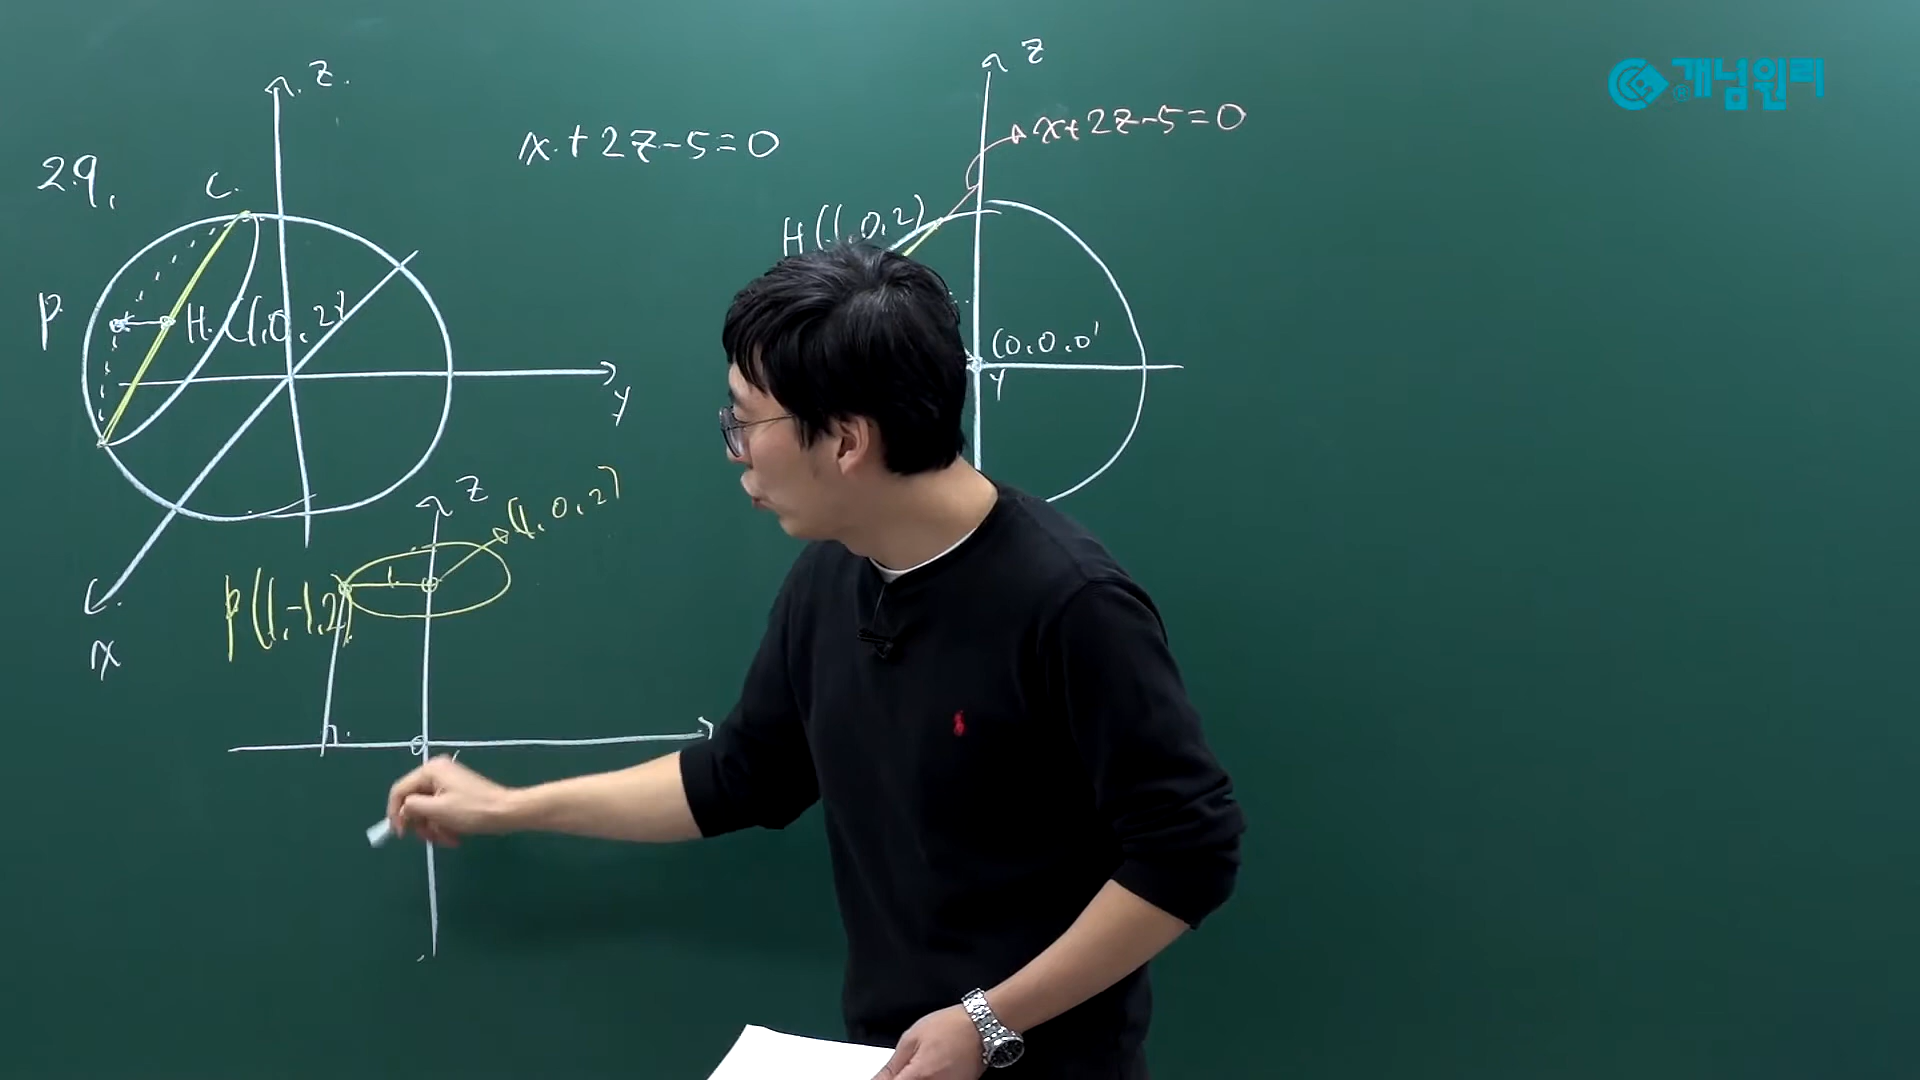 개념원리
29.
z.
x+2z-5=0
C.
P.
H.(1,0,2)
y
x
z
x+2z-5=0
H(1,0,2)
(0,0,0)
y
z
(1,0,2)
1
P(1,-1,2)